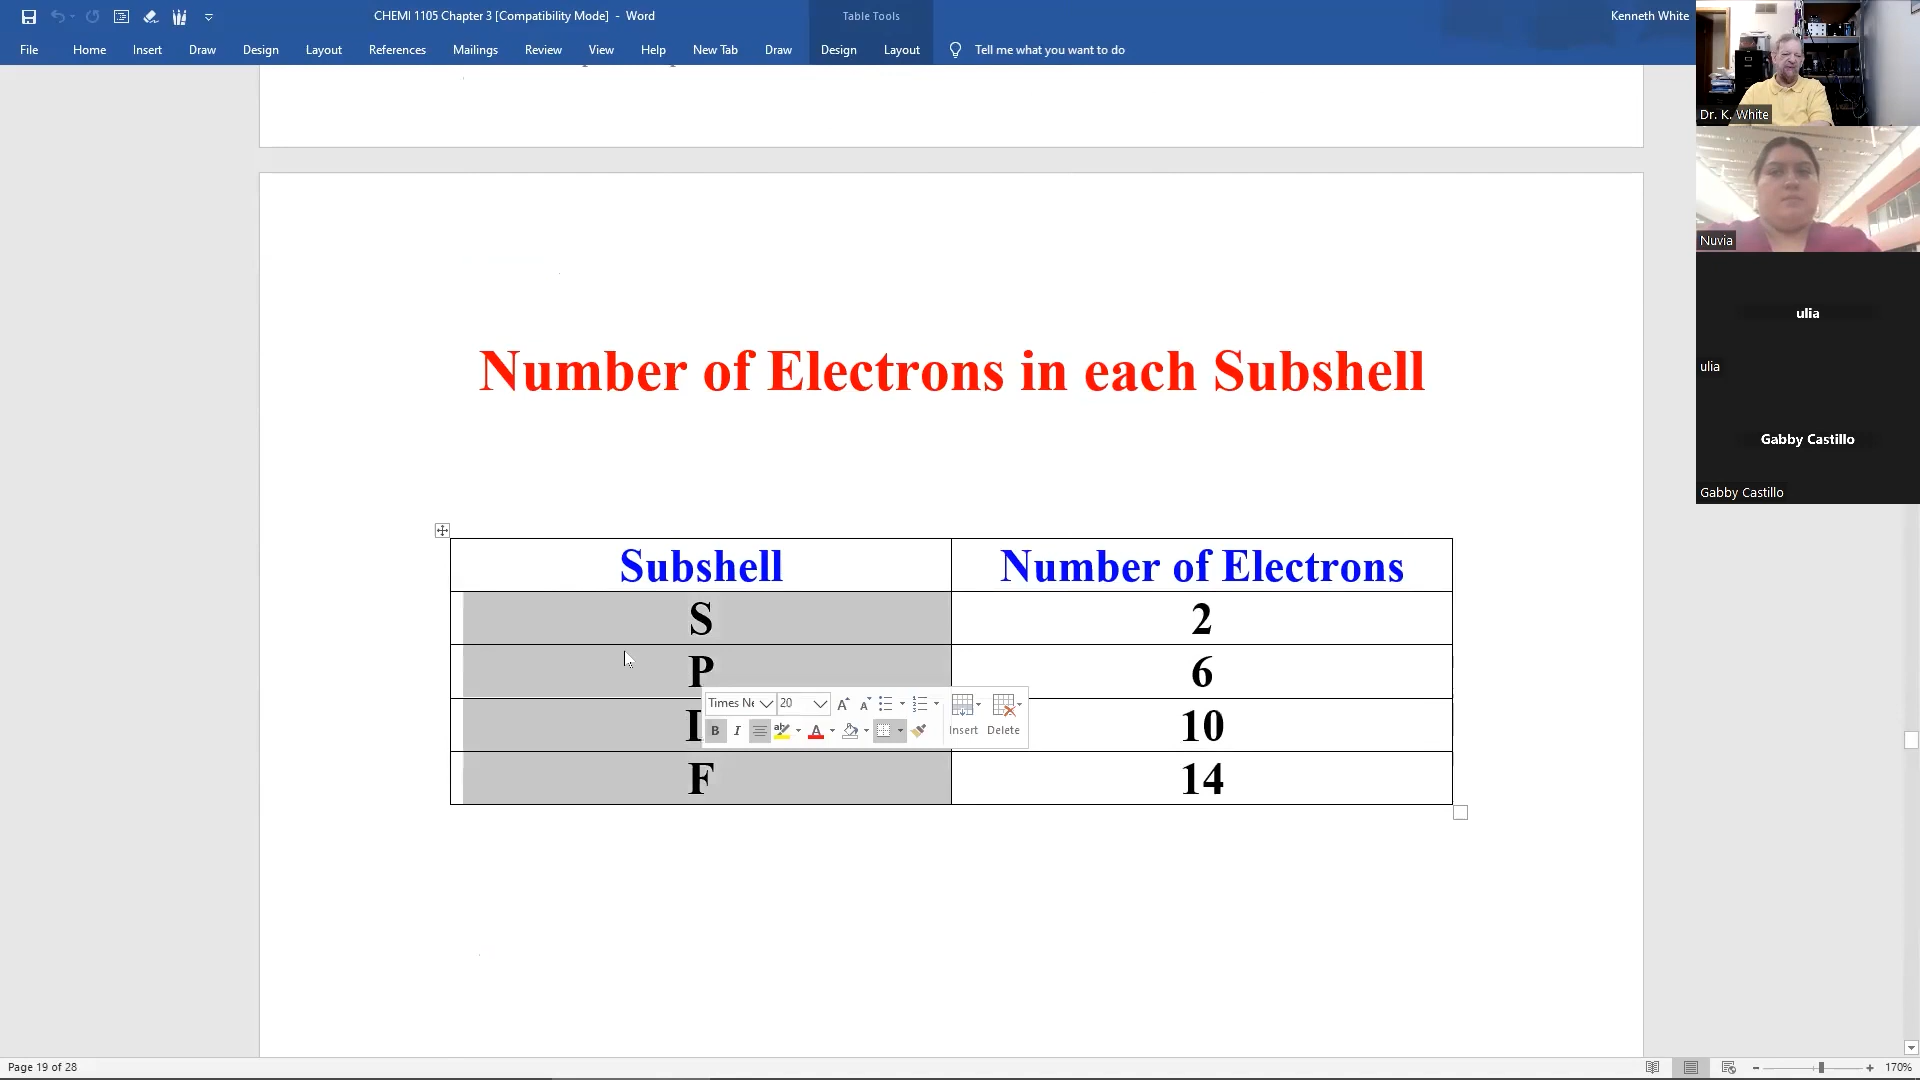 CHEMI 1105 Chapter 3 [Compatibility Mode] - Word
Table Tools
Kenneth White
File Home Insert Draw Design Layout References Mailings Review View Help New Tab Draw Design Layout Tell me what you want to do
Dr. K. White
Nuvia
ulia
ulia
Gabby Castillo
Gabby Castillo
Number of Electrons in each Subshell
Subshell Number of Electrons
S 2
P 6
10
F 14
Times Ne 20
B I Insert Delete
Page 19 of 28
170%